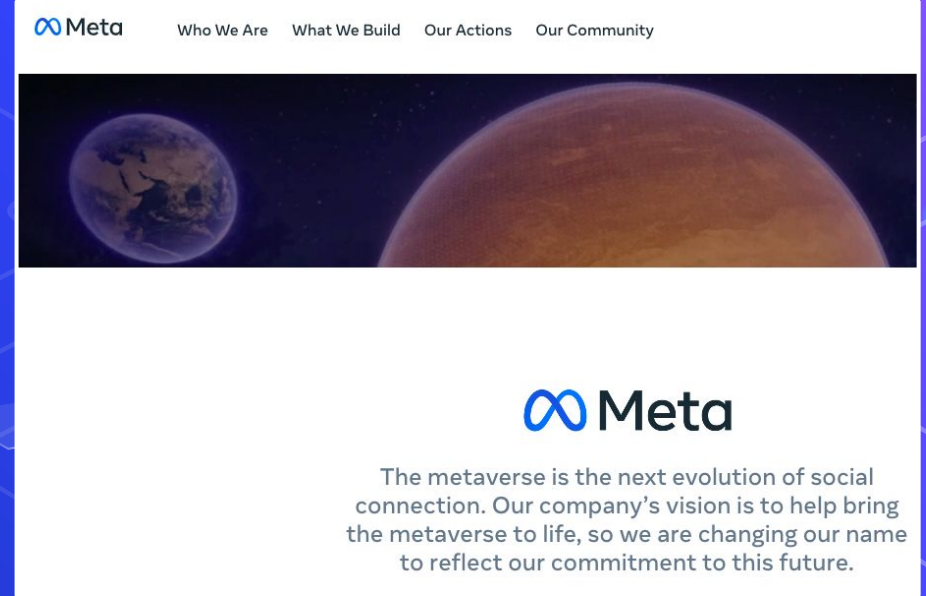 Meta
Who We Are What We Build Our Actions Our Community
Meta
The metaverse is the next evolution of social
connection. Our company’s vision is to help bring
the metaverse to life, so we are changing our name
to reflect our commitment to this future.